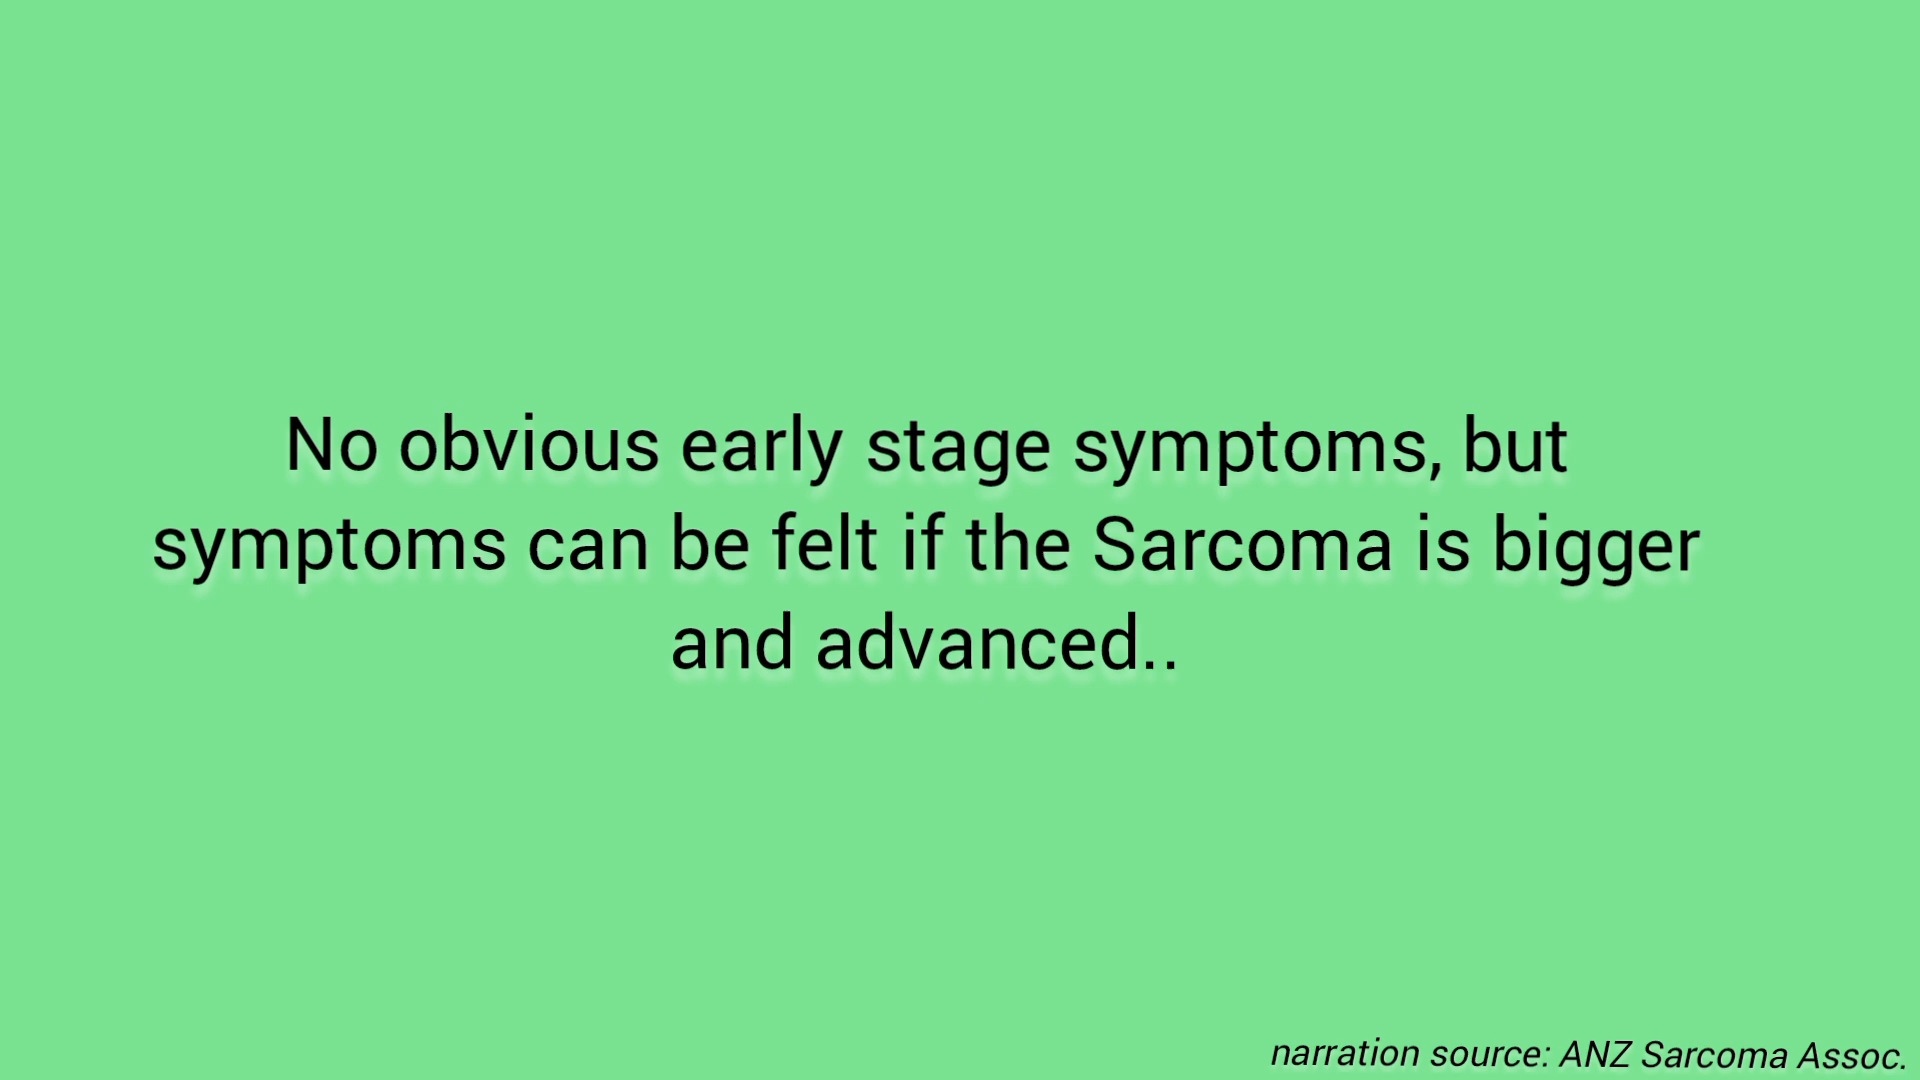 No obvious early stage symptoms, but
symptoms can be felt if the Sarcoma is bigger
and advanced..
narration source: ANZ Sarcoma Assoc.